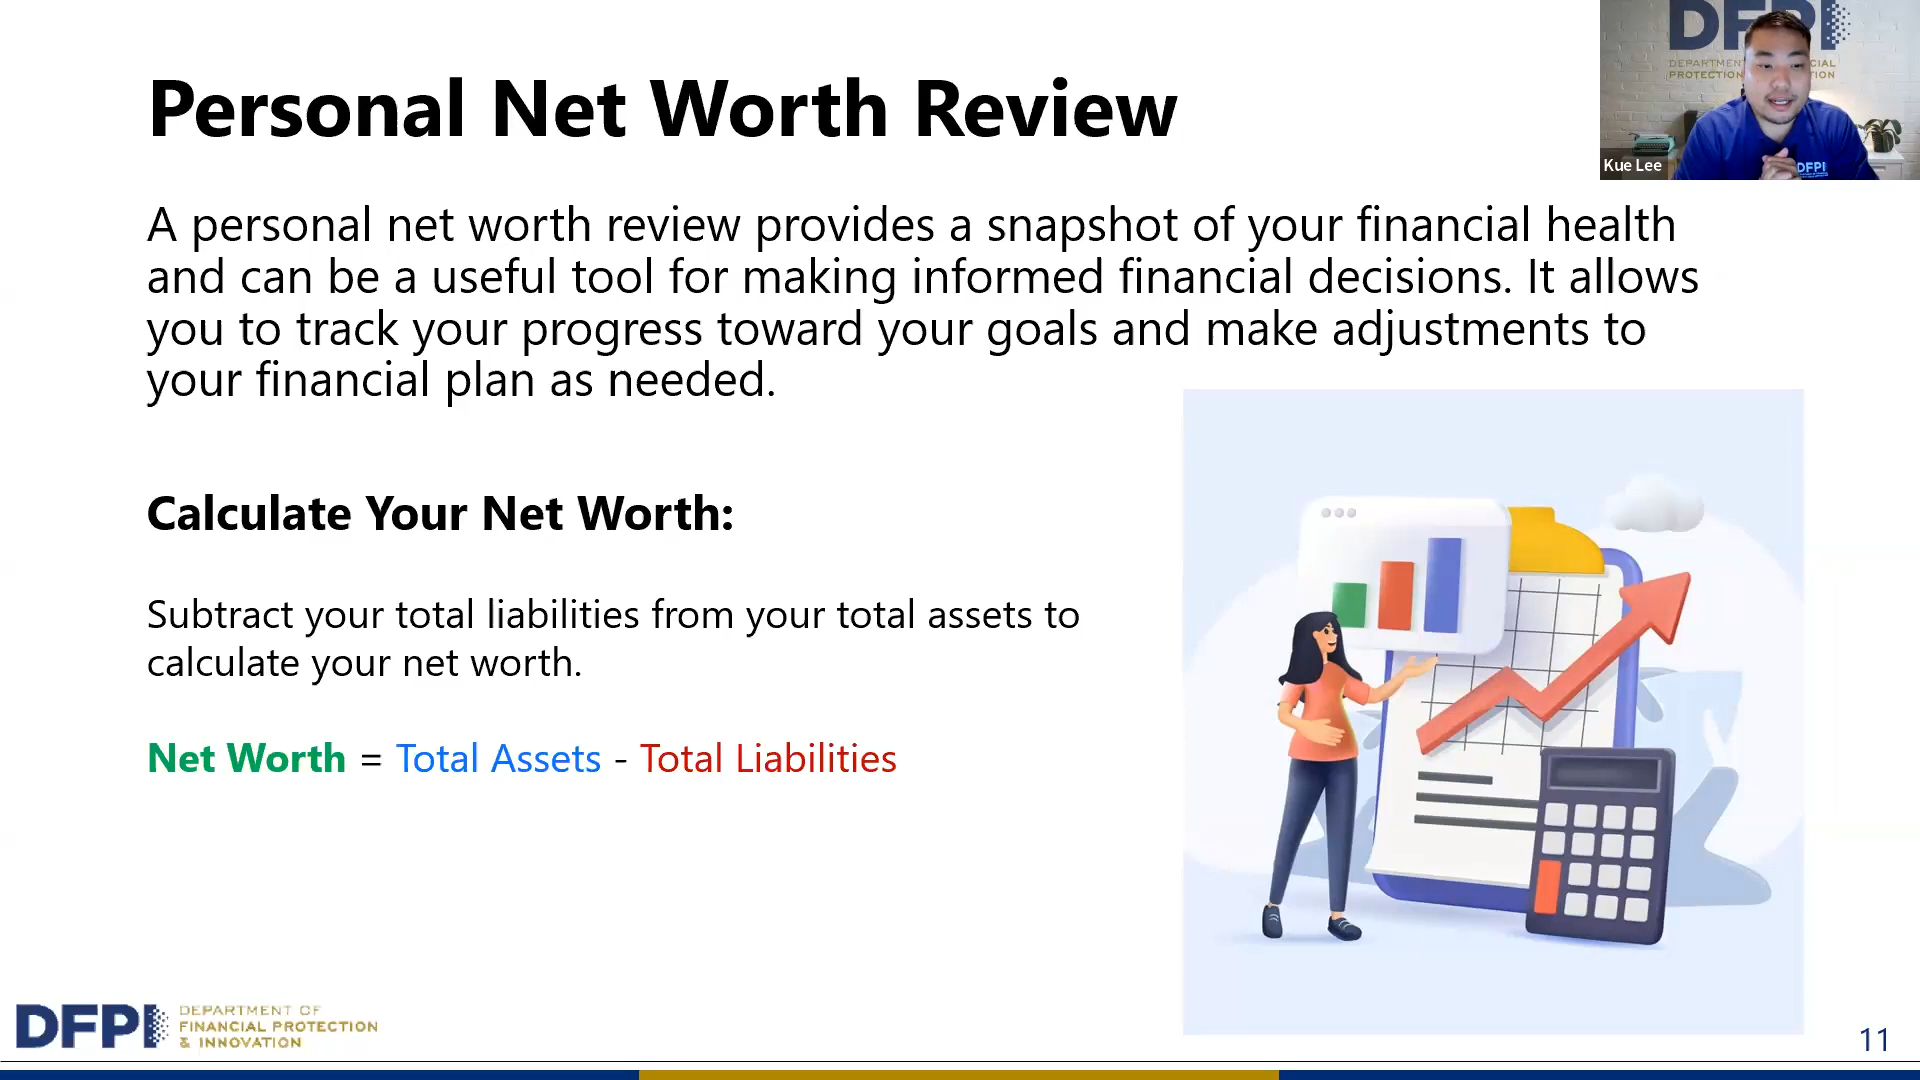 Personal Net Worth Review
A personal net worth review provides a snapshot of your financial health
and can be a useful tool for making informed financial decisions. It allows
you to track your progress toward your goals and make adjustments to
your financial plan as needed.
Calculate Your Net Worth:
Subtract your total liabilities from your total assets to
calculate your net worth.
Net Worth = Total Assets - Total Liabilities
DFPI
DEPARTMENT OF
FINANCIAL PROTECTION
& INNOVATION
11
Kue Lee
DFPI